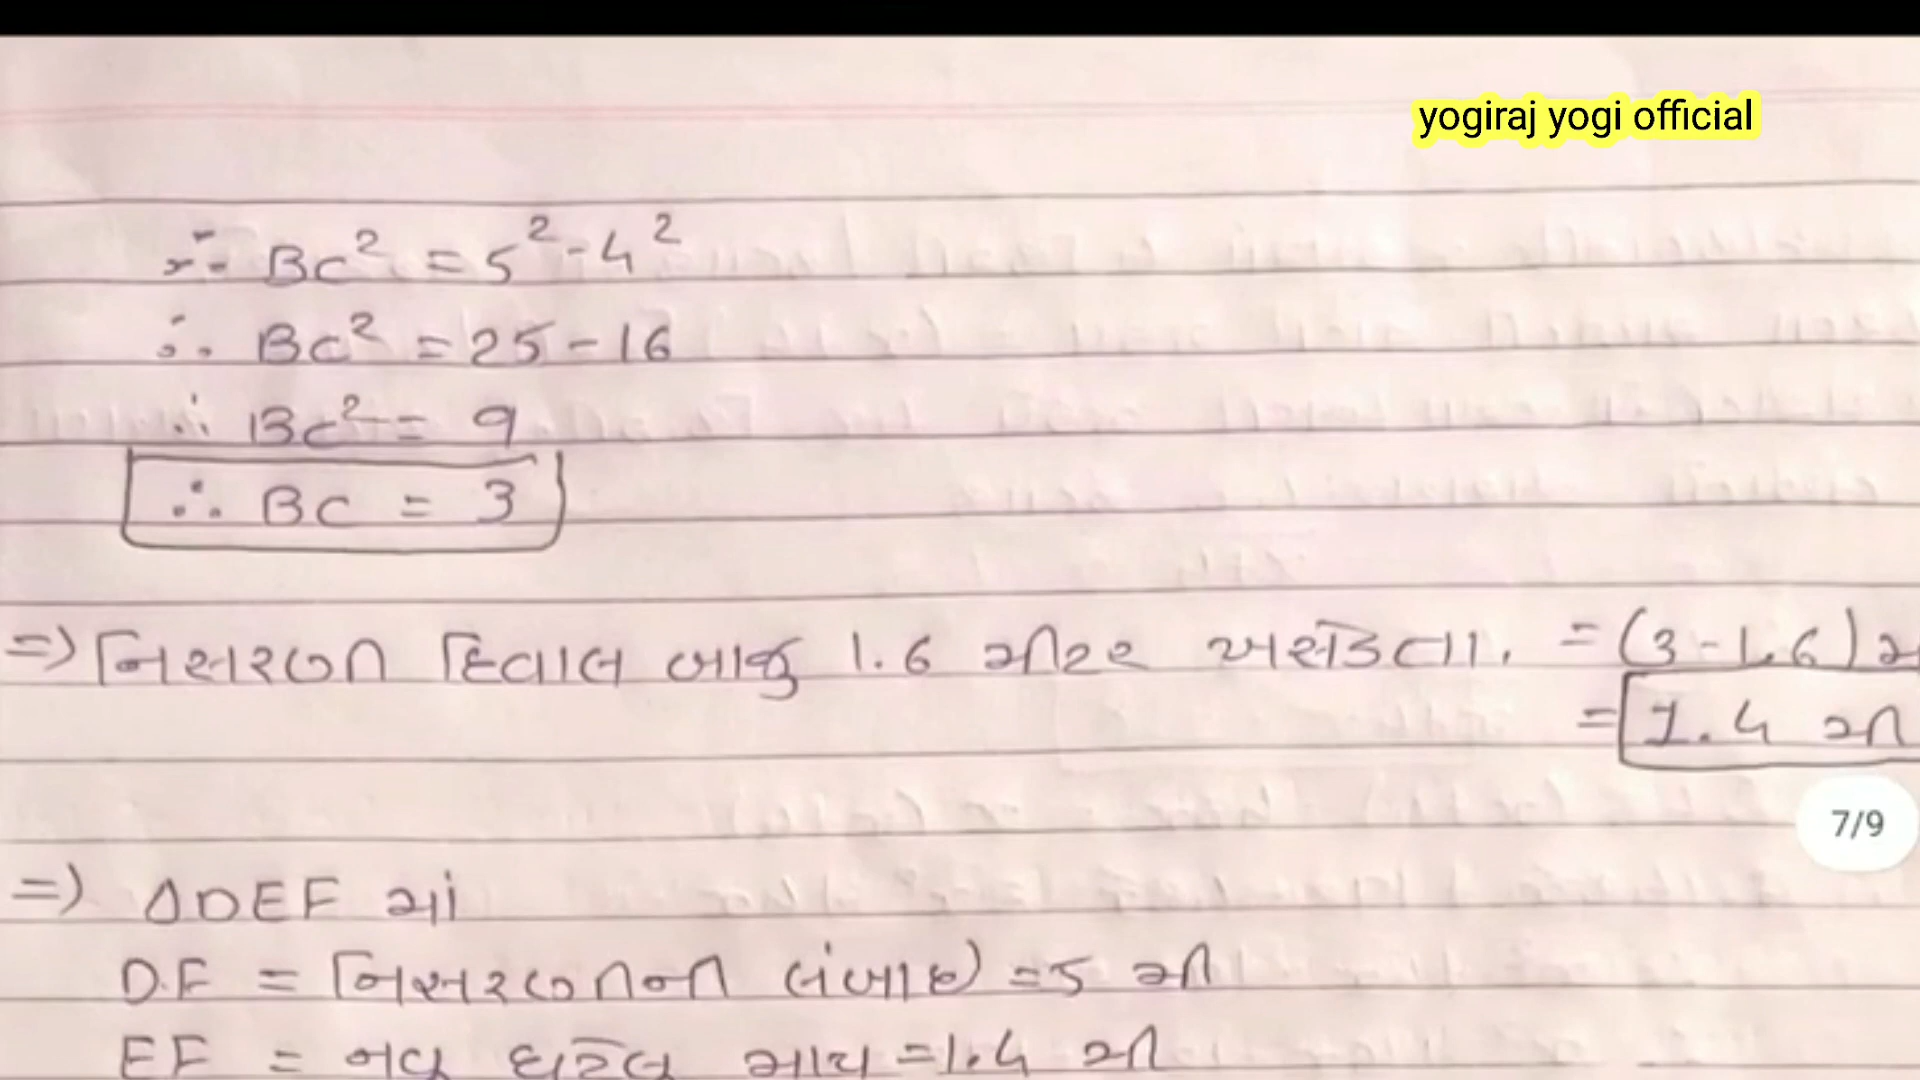 yogiraj yogi official
∴ BC² = 5² - 4²
∴ BC² = 25 - 16
∴ BC² = 9
∴ BC = 3
=> નિસરણી દિવાલ બાજુ 1.6 મીટર ખસેડતા. = (3 - 1.6) મ
= 1.4 મી
7/9
=> ΔDEF માં
DF = નિસરણીની લંબાઇ = 5 મી
EF = નવુ ઘટેલ માપ = 1.4 મી